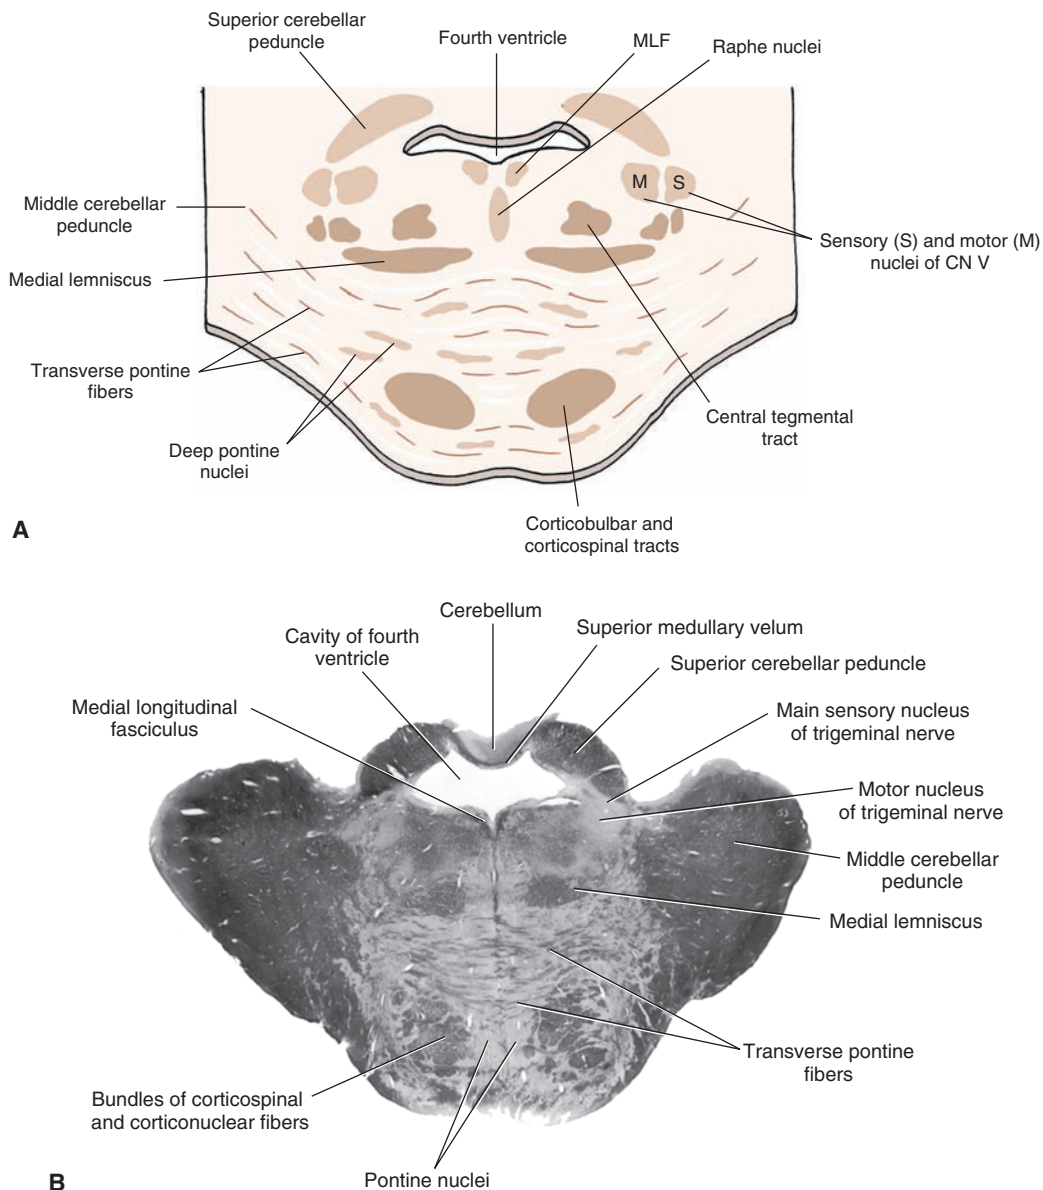 A
Superior cerebellar
peduncle
Fourth ventricle
MLF
Raphe nuclei
M
S
Middle cerebellar
peduncle
Sensory (S) and motor (M)
nuclei of CN V
Medial lemniscus
Transverse pontine
fibers
Deep pontine
nuclei
Central tegmental
tract
Corticobulbar and
corticospinal tracts
Cerebellum
Cavity of fourth
ventricle
Superior medullary velum
Superior cerebellar peduncle
Medial longitudinal
fasciculus
Main sensory nucleus
of trigeminal nerve
Motor nucleus
of trigeminal nerve
Middle cerebellar
peduncle
Medial lemniscus
Transverse pontine
fibers
Bundles of corticospinal
and corticonuclear fibers
Pontine nuclei
B